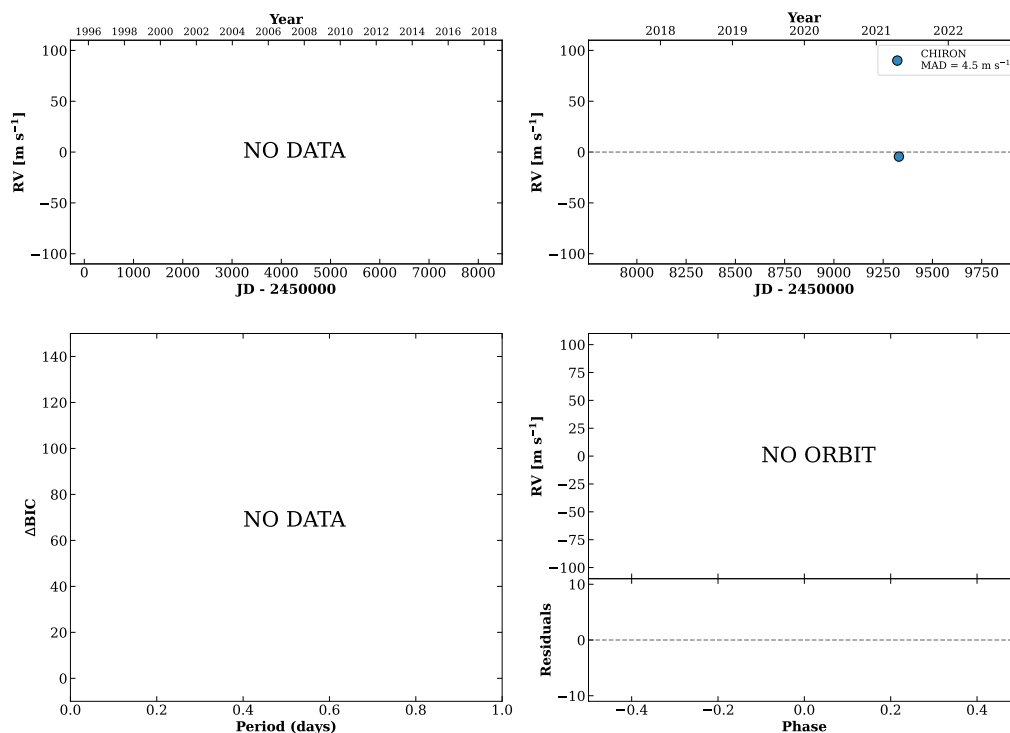 Year
1996 1998 2000 2002 2004 2006 2008 2010 2012 2014 2016 2018
100
50
0
−50
−100
RV [m s⁻¹]
NO DATA
0 1000 2000 3000 4000 5000 6000 7000 8000
JD - 2450000
Year
2018 2019 2020 2021 2022
100
50
0
−50
−100
RV [m s⁻¹]
CHIRON
MAD = 4.5 m s⁻¹
8000 8250 8500 8750 9000 9250 9500 9750
JD - 2450000
140
120
100
80
60
40
20
0
ΔBIC
NO DATA
0.0 0.2 0.4 0.6 0.8 1.0
Period (days)
100
75
50
25
0
−25
−50
−75
−100
RV [m s⁻¹]
NO ORBIT
10
0
−10
Residuals
−0.4 −0.2 0.0 0.2 0.4
Phase